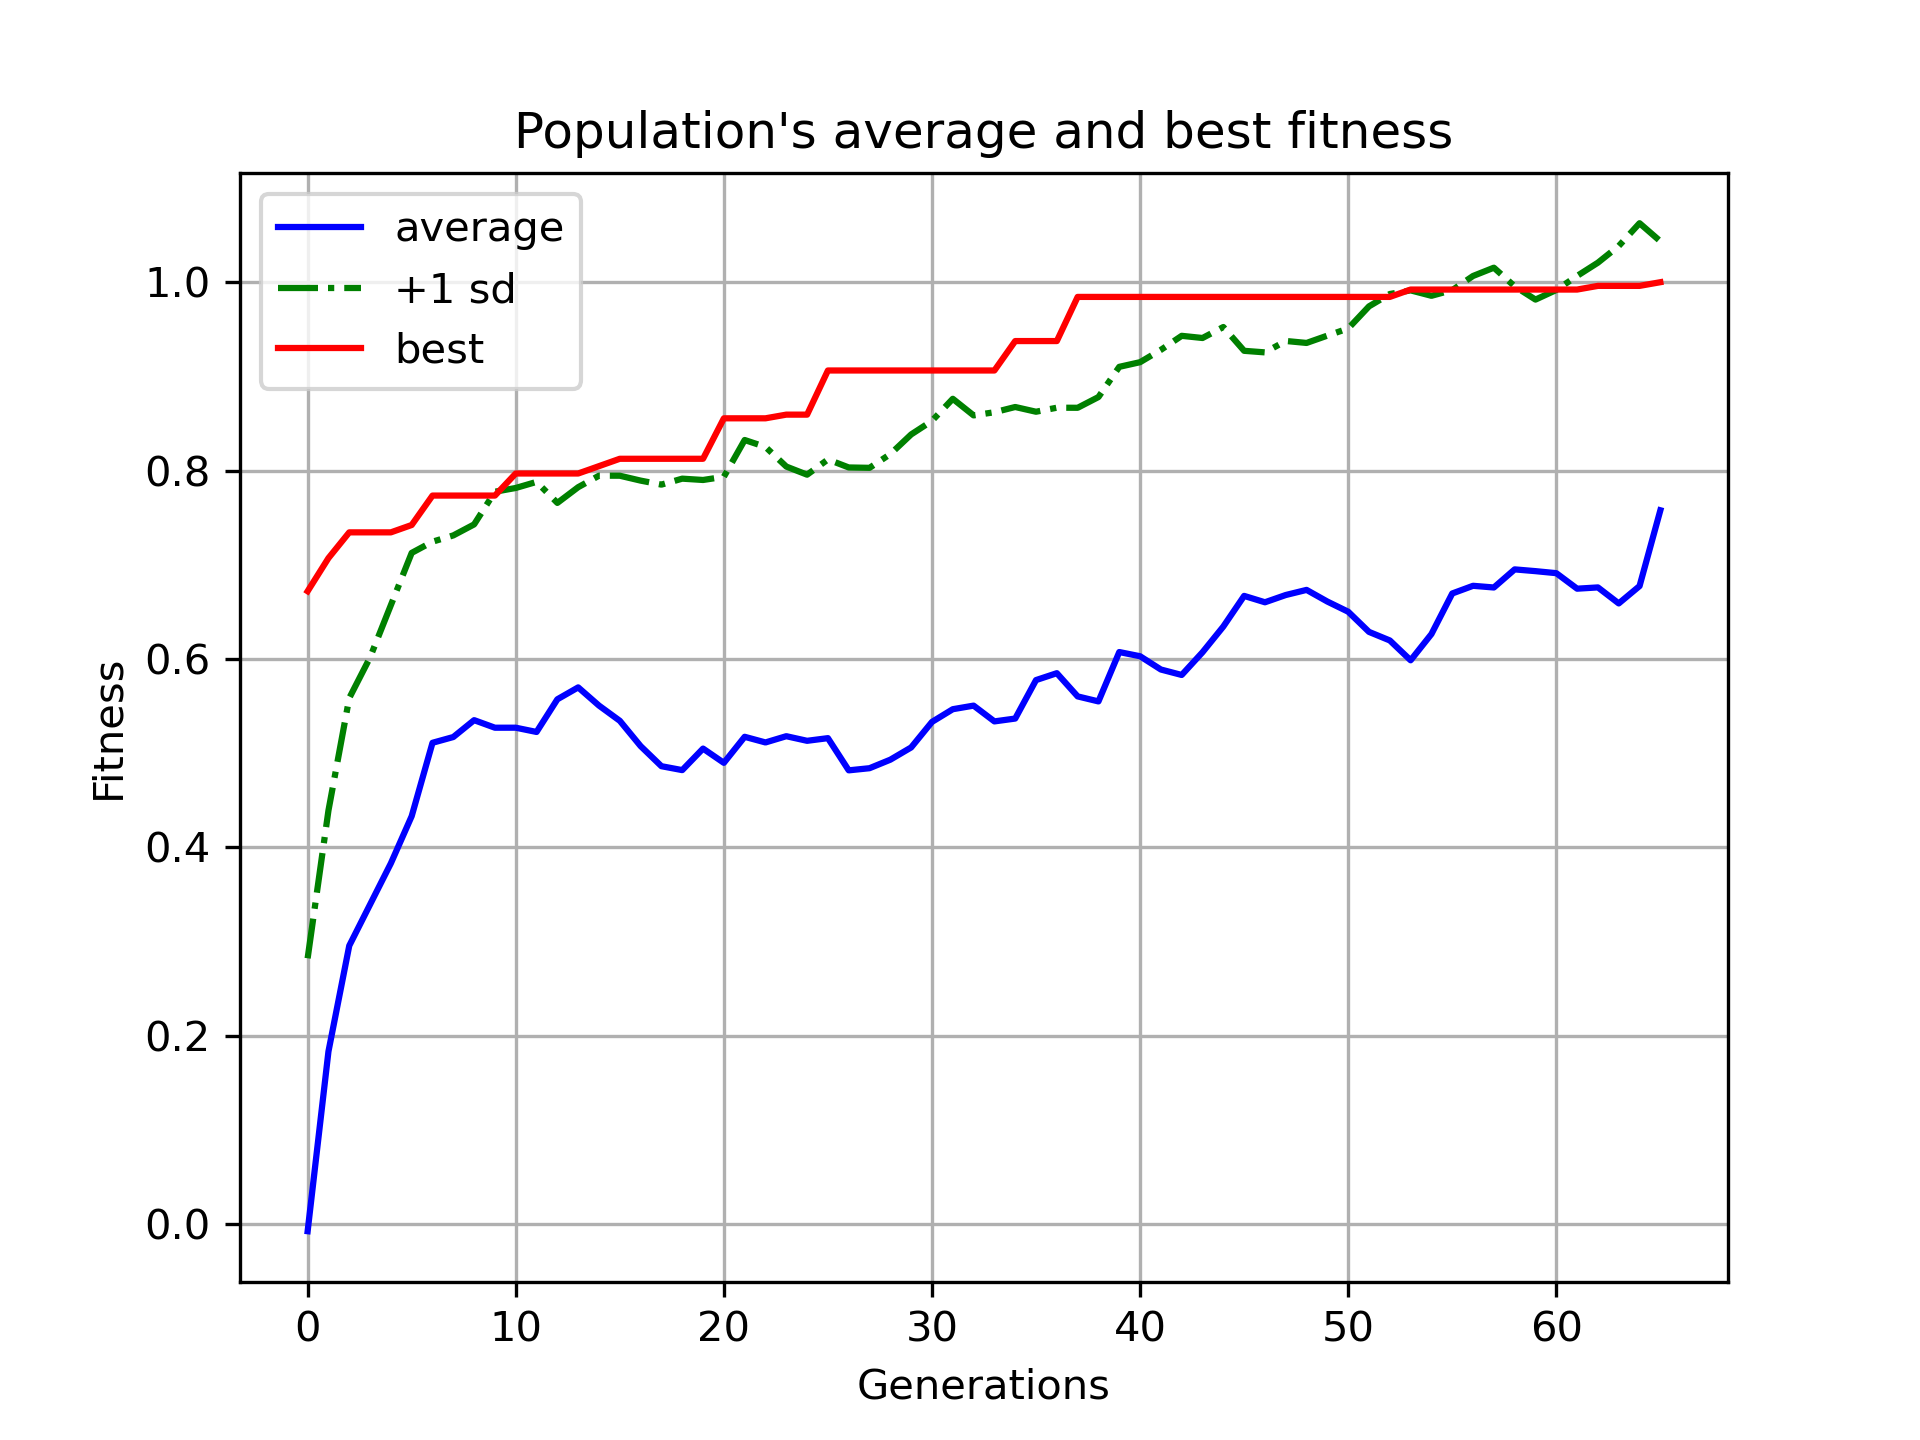 Population's average and best fitness
average
+1 sd
best
1.0
0.8
0.6
0.4
0.2
0.0
Fitness
0 10 20 30 40 50 60
Generations